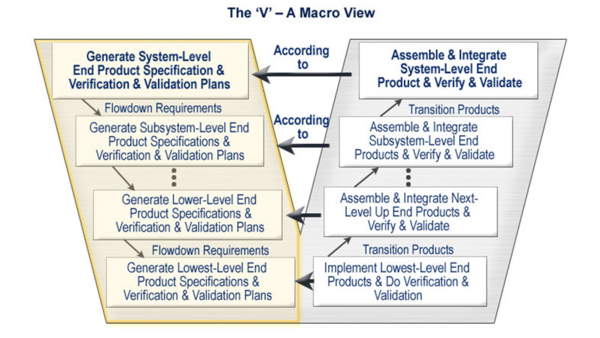 The 'V' – A Macro View
Generate System-Level
End Product Specification &
Verification & Validation Plans
According
to
Assemble & Integrate
System-Level End
Product & Verify & Validate
Flowdown Requirements
Transition Products
Generate Subsystem-Level End
Product Specifications &
Verification & Validation Plans
According
to
Assemble & Integrate
Subsystem-Level End
Products & Verify & Validate
Generate Lower-Level End
Product Specifications &
Verification & Validation Plans
Assemble & Integrate Next-
Level Up End Products &
Verify & Validate
Flowdown Requirements
Transition Products
Generate Lowest-Level End
Product Specifications &
Verification & Validation Plans
Implement Lowest-Level End
Products & Do Verification &
Validation